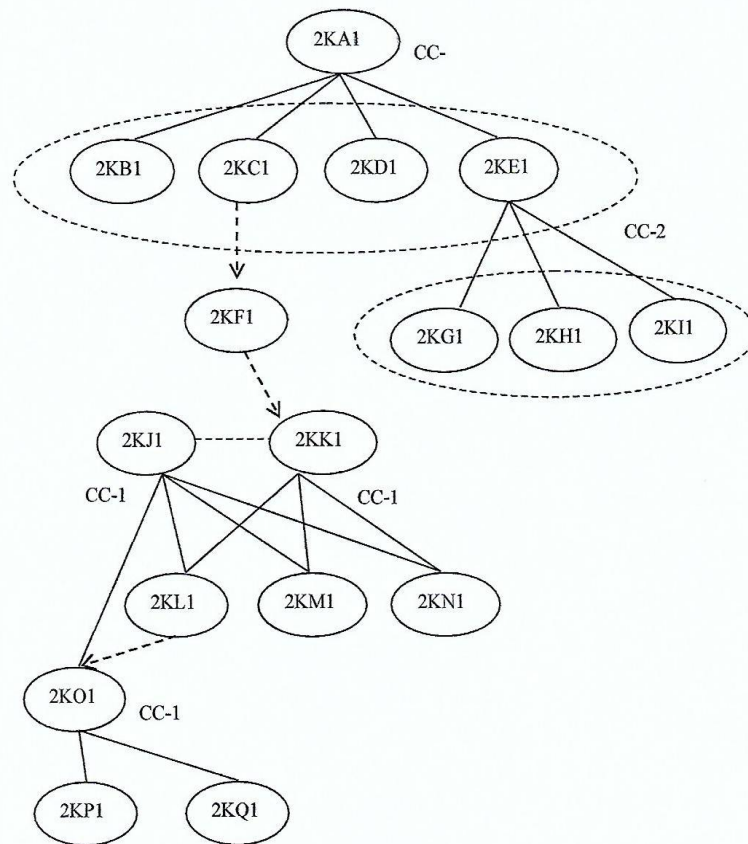 2KA1 CC-
2KB1 2KC1 2KD1 2KE1
CC-2
2KF1 2KG1 2KH1 2KI1
2KJ1 2KK1
CC-1 CC-1
2KL1 2KM1 2KN1
2KO1
CC-1
2KP1 2KQ1